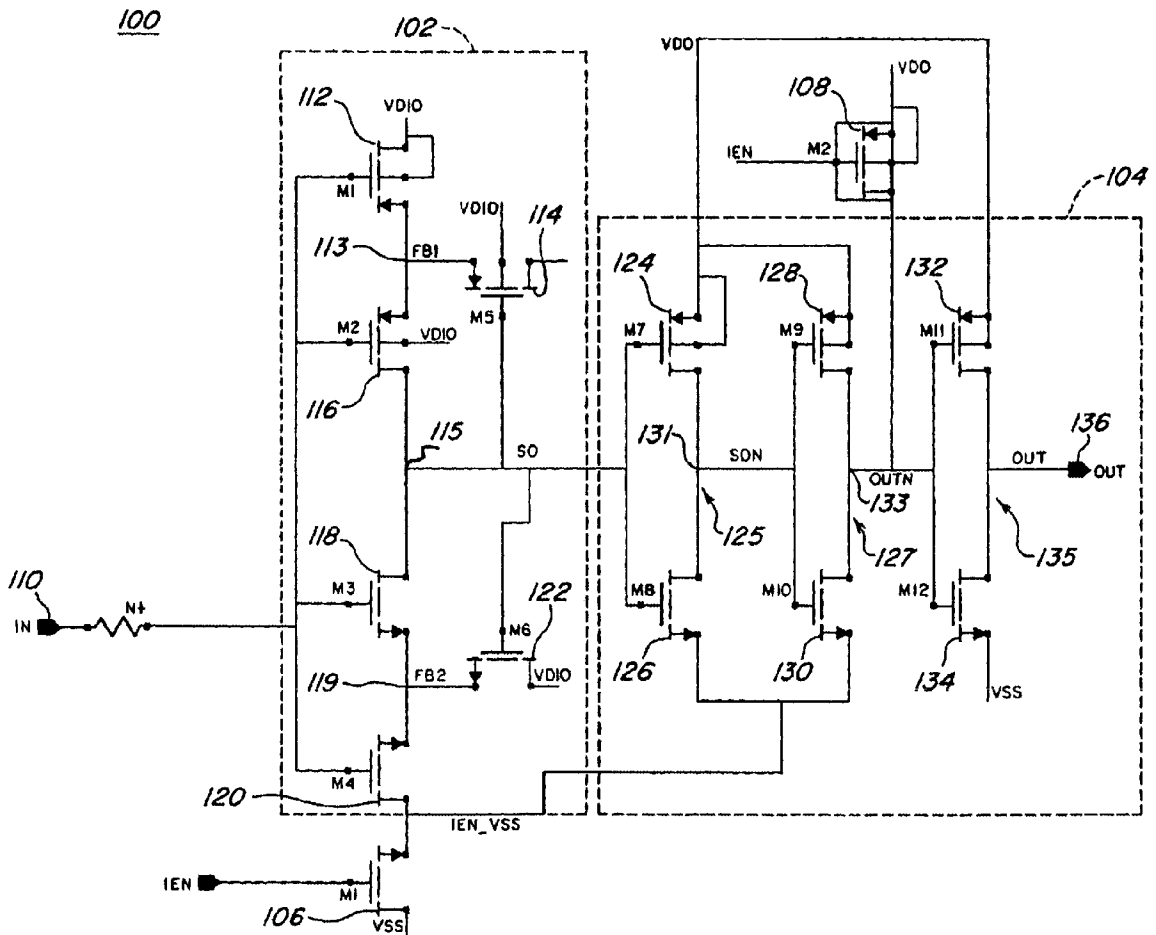 100
102
VDO
VDO
108
112
VDIO
IEN
M2
104
M1
VDIO
114
113
FB1
124
128
132
M2
VDIO
M5
M7
M9
M11
116
115
131
136
SO
SON
OUTN
OUT
OUT
133
118
125
127
135
110
M3
122
M8
M10
M12
IN
N+
M6
119
FB2
VDIO
126
130
134
VSS
M4
120
IEN_VSS
IEN
M1
106
VSS